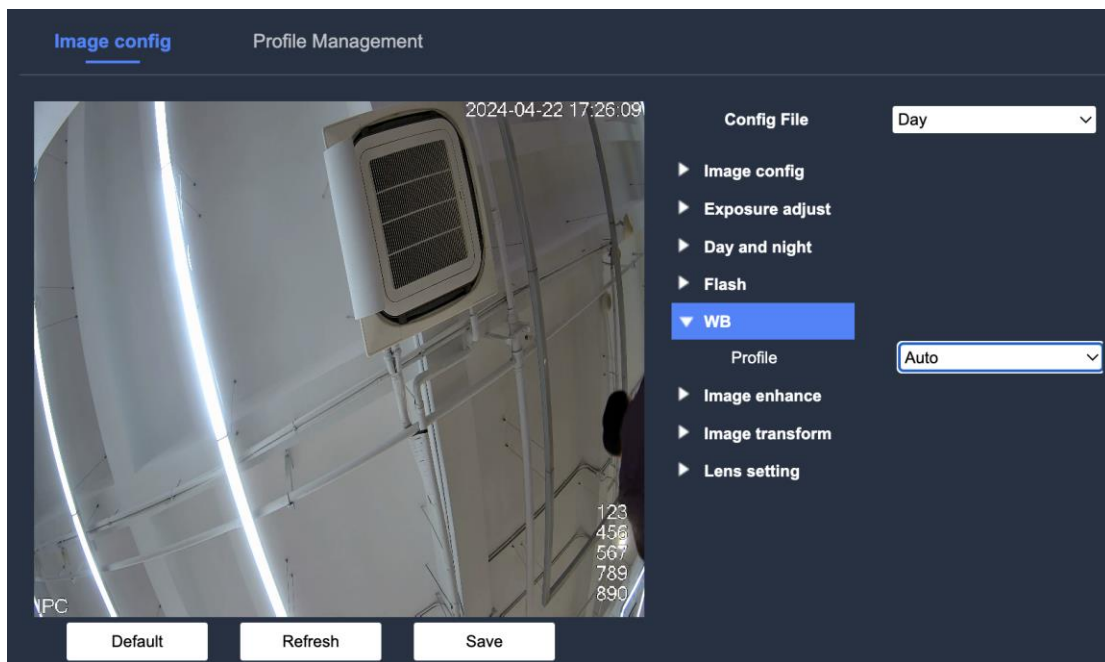 Image config
Profile Management
2024-04-22 17:26:09
123
456
567
789
890
IPC
Default
Refresh
Save
Config File
Day
Image config
Exposure adjust
Day and night
Flash
WB
Profile
Auto
Image enhance
Image transform
Lens setting